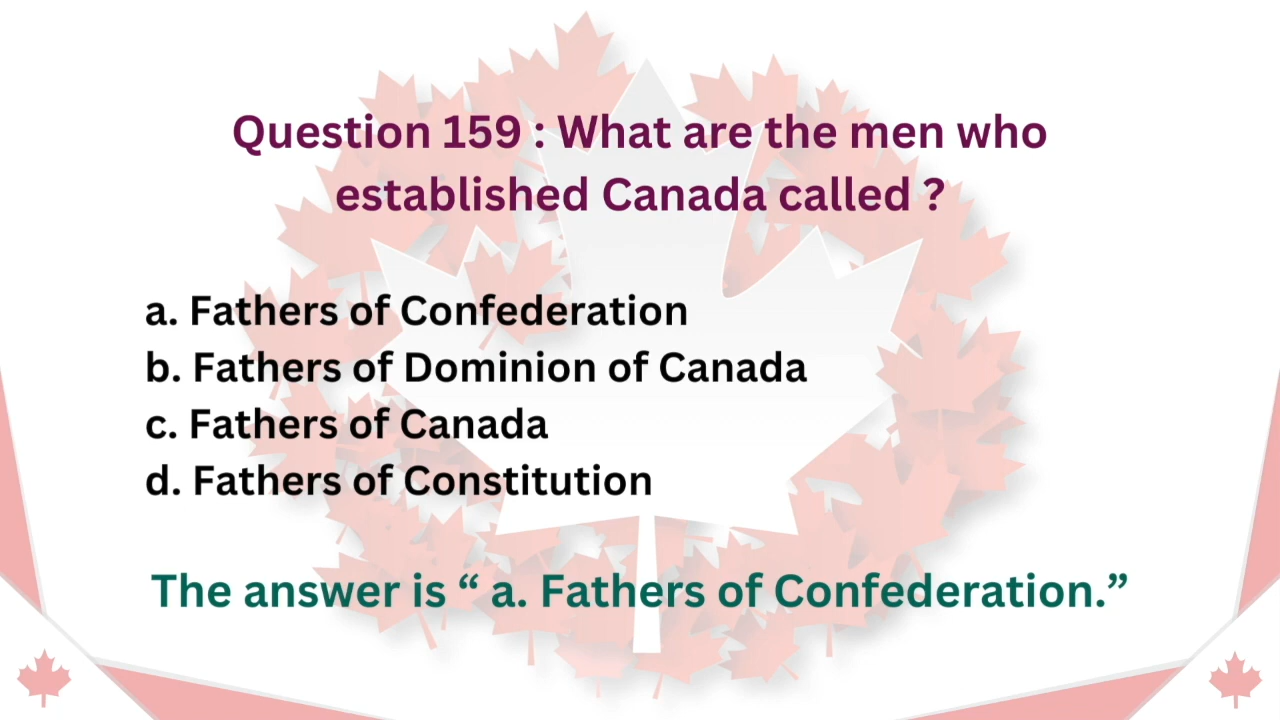 Question 159 : What are the men who
established Canada called ?
a. Fathers of Confederation
b. Fathers of Dominion of Canada
c. Fathers of Canada
d. Fathers of Constitution
The answer is “ a. Fathers of Confederation.”